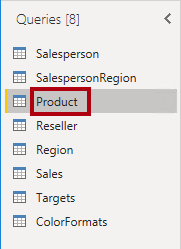 Queries [8]
Salesperson
SalespersonRegion
Product
Reseller
Region
Sales
Targets
ColorFormats